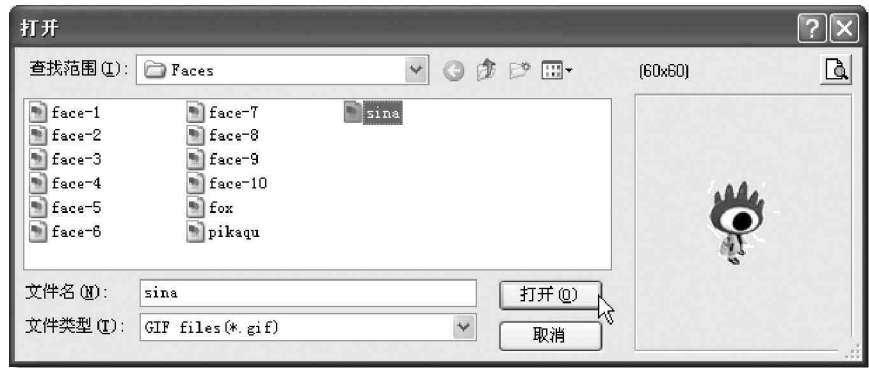 打开
查找范围(I): Faces (60x60)
face-1 face-7 sina
face-2 face-8
face-3 face-9
face-4 face-10
face-5 fox
face-6 pikaqu
文件名(N): sina 打开(O)
文件类型(T): GIF files(*.gif) 取消